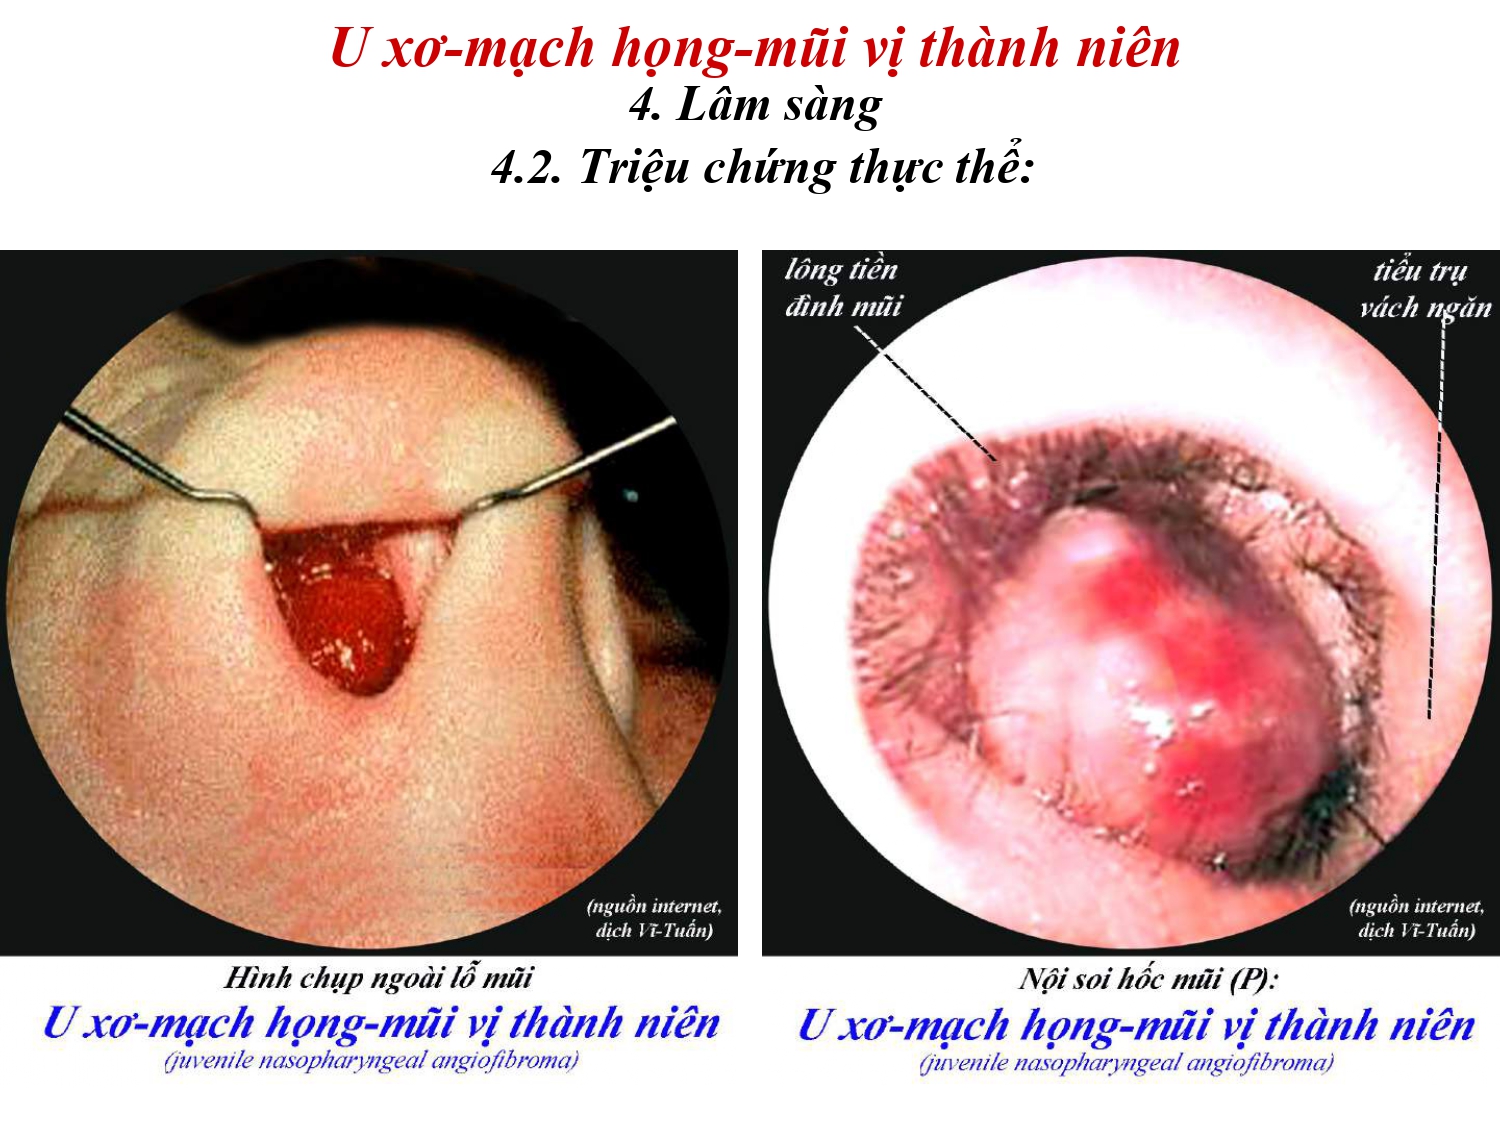 U xơ-mạch họng-mũi vị thành niên
4. Lâm sàng
4.2. Triệu chứng thực thể:
lông tiền
đình mũi
tiểu trụ
vách ngăn
(nguồn internet,
dịch Vĩ-Tuấn)
(nguồn internet,
dịch Vĩ-Tuấn)
Hình chụp ngoài lỗ mũi
U xơ-mạch họng-mũi vị thành niên
(juvenile nasopharyngeal angiofibroma)
Nội soi hốc mũi (P):
U xơ-mạch họng-mũi vị thành niên
(juvenile nasopharyngeal angiofibroma)